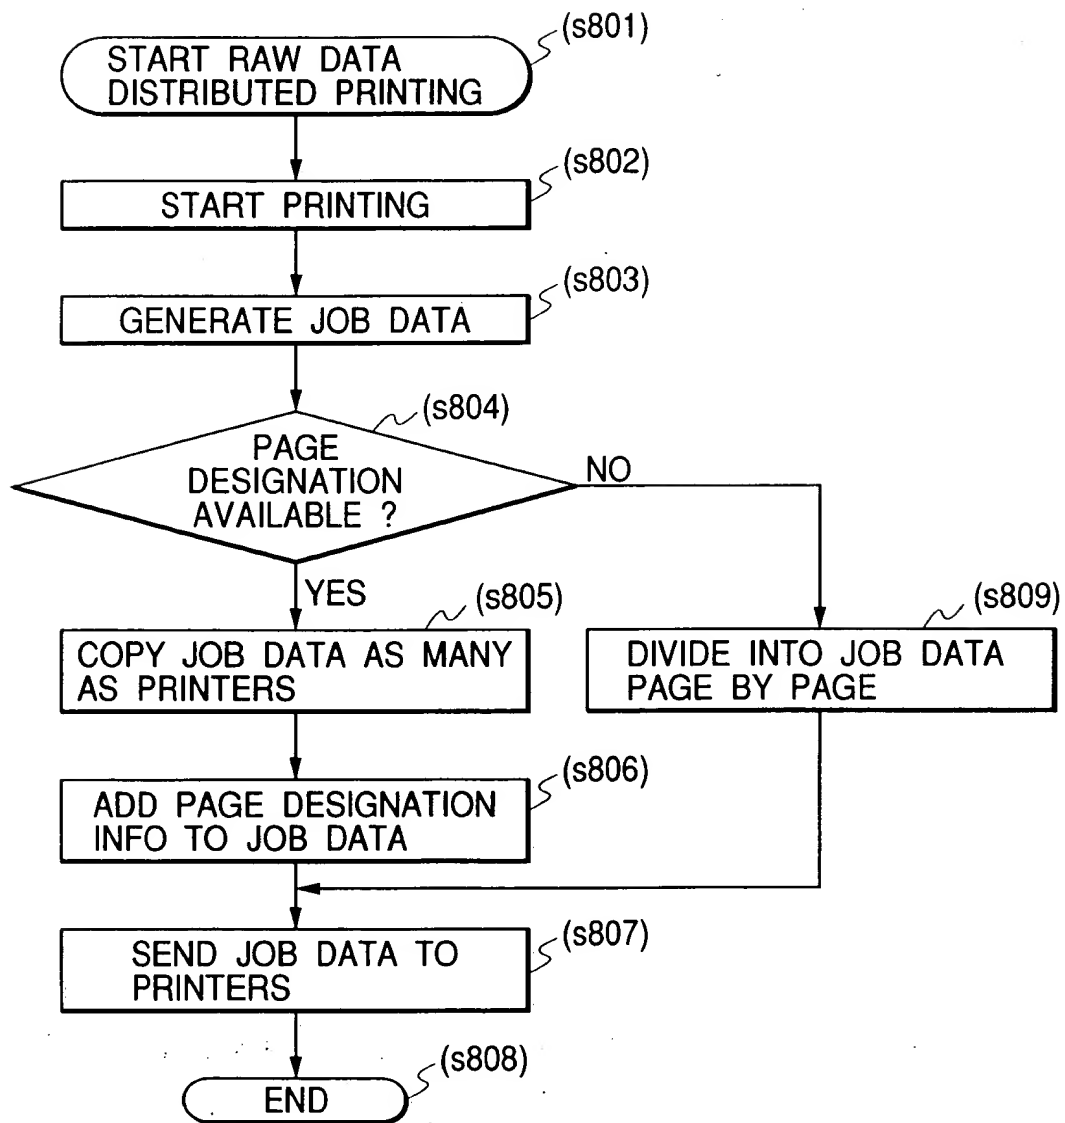 (s801)
START RAW DATA
DISTRIBUTED PRINTING
(s802)
START PRINTING
(s803)
GENERATE JOB DATA
(s804)
PAGE
DESIGNATION
AVAILABLE ?
NO
YES
(s805)
COPY JOB DATA AS MANY
AS PRINTERS
(s809)
DIVIDE INTO JOB DATA
PAGE BY PAGE
(s806)
ADD PAGE DESIGNATION
INFO TO JOB DATA
(s807)
SEND JOB DATA TO
PRINTERS
(s808)
END